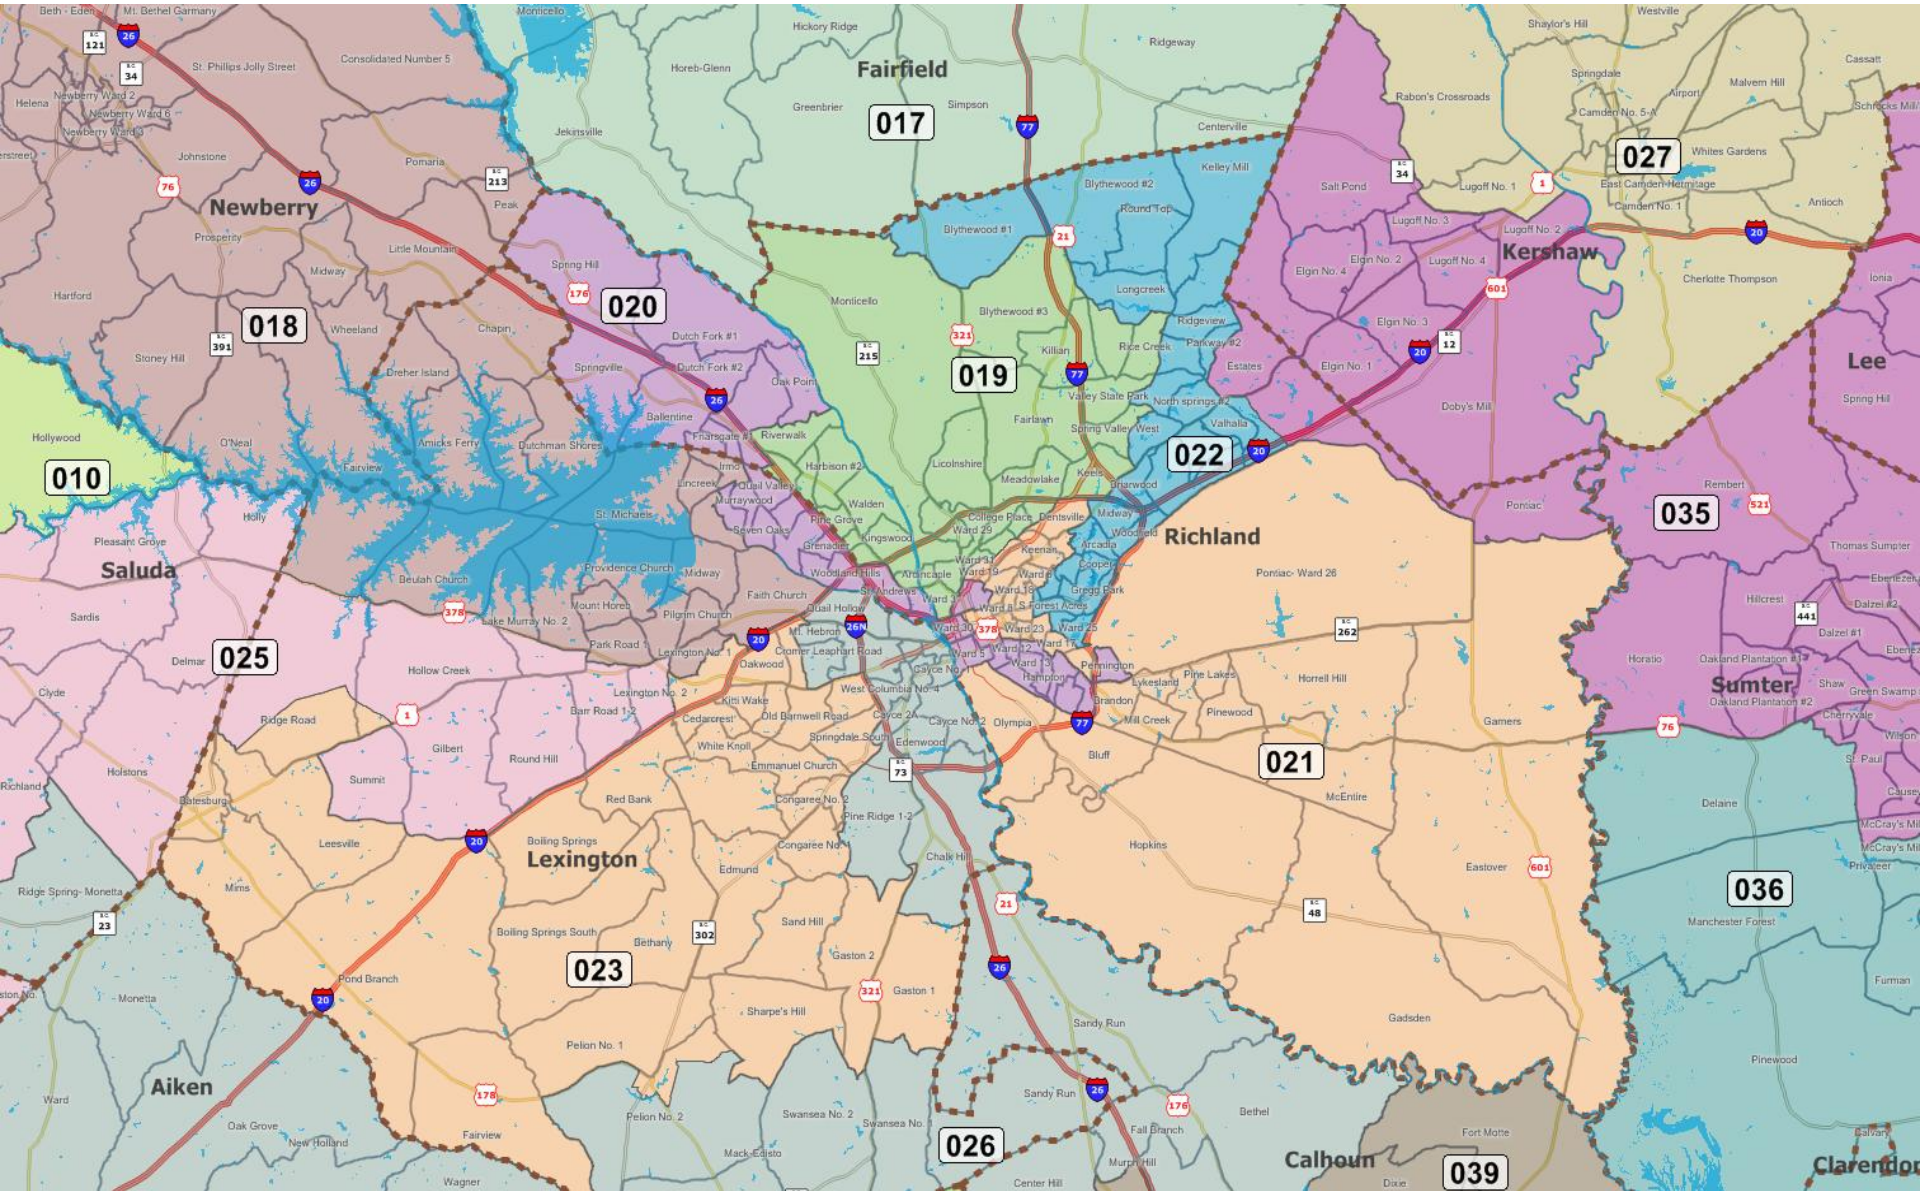 Beth - Eden
Mt. Bethel Garmany
Monticello
Hickory Ridge
Ridgeway
Shaylor's Hill
Westville
S.C.
121
26
S.C.
34
St. Phillips Jolly Street
Consolidated Number 5
Horeb-Glenn
Fairfield
017
Greenbrier
Simpson
77
Centerville
Springdale
Cassatt
Malvern Hill
Airport
Rabon's Crossroads
Camden No. 5-A
Helena
Newberry Ward 2
Newberry Ward 6
Jenkinsville
Johnstone
Pomaria
76
26
S.C.
213
Peak
Newberry
Kelley Mill
Blythewood #2
Round Top
Blythewood #1
21
S.C.
34
Salt Pond
Lugoff No. 1
1
027
Whites Gardens
East Camden-Hermitage
Camden No. 1
Antioch
Lugoff No. 3
Lugoff No. 2
Kershaw
20
Prosperity
Little Mountain
Midway
Hartford
018
Wheeland
Chapin
S.C.
391
Stoney Hill
Dreher Island
Spring Hill
176
020
Dutch Fork #1
Springville
Dutch Fork #2
Oak Point
26
Ballentine
Monticello
321
Blythewood #3
S.C.
215
019
Killian
77
Rice Creek
Longcreek
Ridgeview
Parkway #2
Estates
Elgin No. 2
Elgin No. 4
Lugoff No. 4
601
Elgin No. 3
20
S.C.
12
Elgin No. 1
Doby's Mill
Cherlotte Thompson
Ionia
Lee
Spring Hill
Hollywood
010
O'Neal
Amicks Ferry
Fairview
Dutchman Shores
Friarsgate #1
Riverwalk
Irmo
Harbison #2
Lincreek
Quail Valley
Murraywood
Walden
Pine Grove
Seven Oaks
Grenadier
Kingswood
St. Michaels
Fairlawn
Valley State Park
North springs #2
Spring Valley West
Valhalla
022
20
Licolnshire
Meadowlake
Keels
Briarwood
College Place
Dentsville
Midway
Woodfield
Ward 29
Richland
Pontiac
035
Rembert
521
Thomas Sumpter
Holly
Pleasant Grove
Saluda
Sardis
Beulah Church
Providence Church
Midway
Woodland Hills
Faith Church
St. Andrews
Quail Hollow
Arcadia
Cooper
Keenan
Gregg Park
S Forest Acres
Pontiac- Ward 26
S.C.
262
Hillcrest
S.C.
441
Dalzel #2
Dalzel #1
378
Lake Murray No. 2
Mount Horeb
Pilgrim Church
Park Road 1
Lexington No. 1
20
26N
Mt. Hebron
Cromer
Leaphart Road
Oakwood
378
Ward 23
Ward 25
Ward 12
Ward 5
Ward 13
Hampton
Pennington
025
Delmar
Hollow Creek
Lexington No. 2
Barr Road 1-2
Clyde
Ridge Road
1
Gilbert
Round Hill
Summit
Holstons
Richland
Batesburg
Leesville
Kitti Wake
Cedarcrest
Old Barnwell Road
White Knoll
Springdale South
Emmanuel Church
West Columbia No. 4
Cayce No. 1
Cayce 2A
Cayce No. 2
Edenwood
S.C.
73
Olympia
77
Lykesland
Pine Lakes
Horrell Hill
Brandon
Mill Creek
Pinewood
Bluff
021
Gamers
McEntire
Horatio
Oakland Plantation #1
Sumter
Shaw
Oakland Plantation #2
Green Swamp
Cherryvale
76
Wilson
St. Paul
Delaine
McCray's Mil
McCray's Mil
Privateer
Red Bank
Boiling Springs
20
Lexington
Congaree No. 2
Congaree No. 1
Pine Ridge 1-2
Edmund
Chalk Hill
Hopkins
Eastover
601
036
Manchester Forest
Mims
Ridge Spring- Monetta
S.C.
23
Boiling Springs South
Bethany
S.C.
302
Sand Hill
21
S.C.
48
Gaston 2
023
321
Gaston 1
26
Furman
Monetta
Pond Branch
20
Sharpe's Hill
Sandy Run
Gadsden
Pelion No. 1
Pinewood
Aiken
Ward
178
Oak Grove
New Holland
Fairview
Pelion No. 2
Swansea No. 2
Swansea No. 1
Sandy Run
26
176
Bethel
Fall Branch
026
Mack-Edisto
Murph Hill
Calhoun
Fort Motte
039
Dixie
Calvary
Clarendon
Wagner
Center Hill